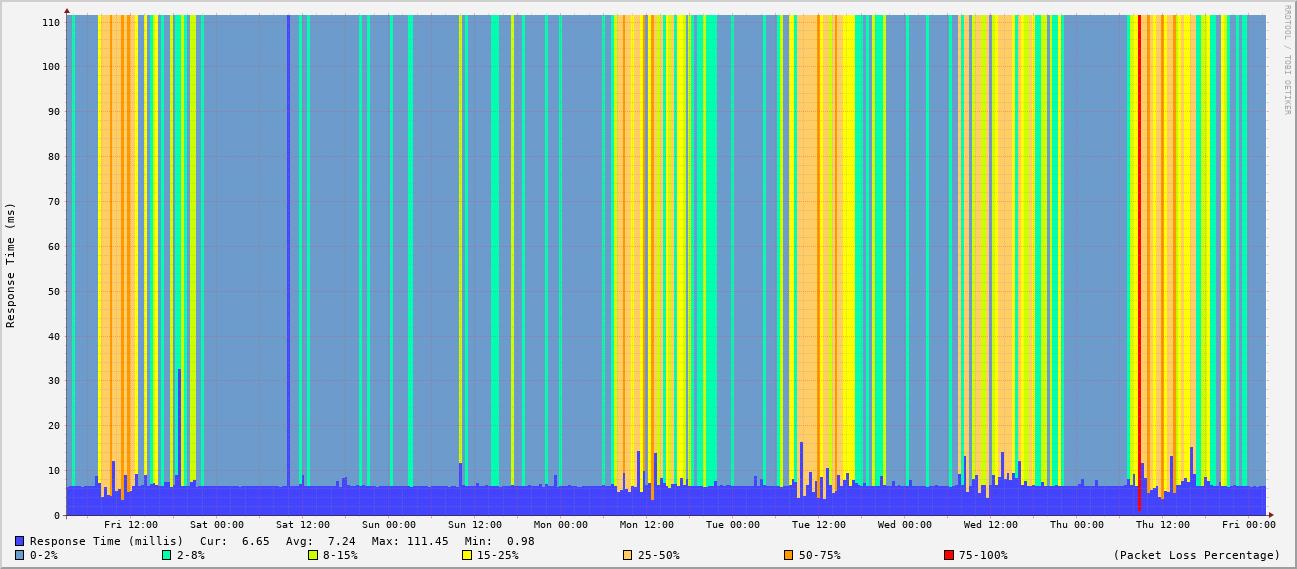 RRDTOOL / TOBI OETIKER
Response Time (ms)
110
100
90
80
70
60
50
40
30
20
10
0
Fri 12:00 Sat 00:00 Sat 12:00 Sun 00:00 Sun 12:00 Mon 00:00 Mon 12:00 Tue 00:00 Tue 12:00 Wed 00:00 Wed 12:00 Thu 00:00 Thu 12:00 Fri 00:00
Response Time (millis) Cur: 6.65 Avg: 7.24 Max: 111.45 Min: 0.98
0-2% 2-8% 8-15% 15-25% 25-50% 50-75% 75-100% (Packet Loss Percentage)